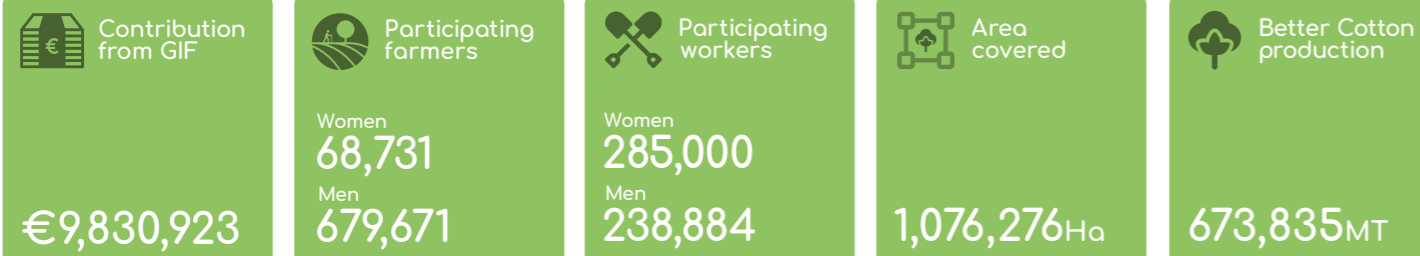 Contribution
from GIF
€
€9,830,923
Participating
farmers
Women
68,731
Men
679,671
Participating
workers
Women
285,000
Men
238,884
Area
covered
1,076,276Ha
Better Cotton
production
673,835MT